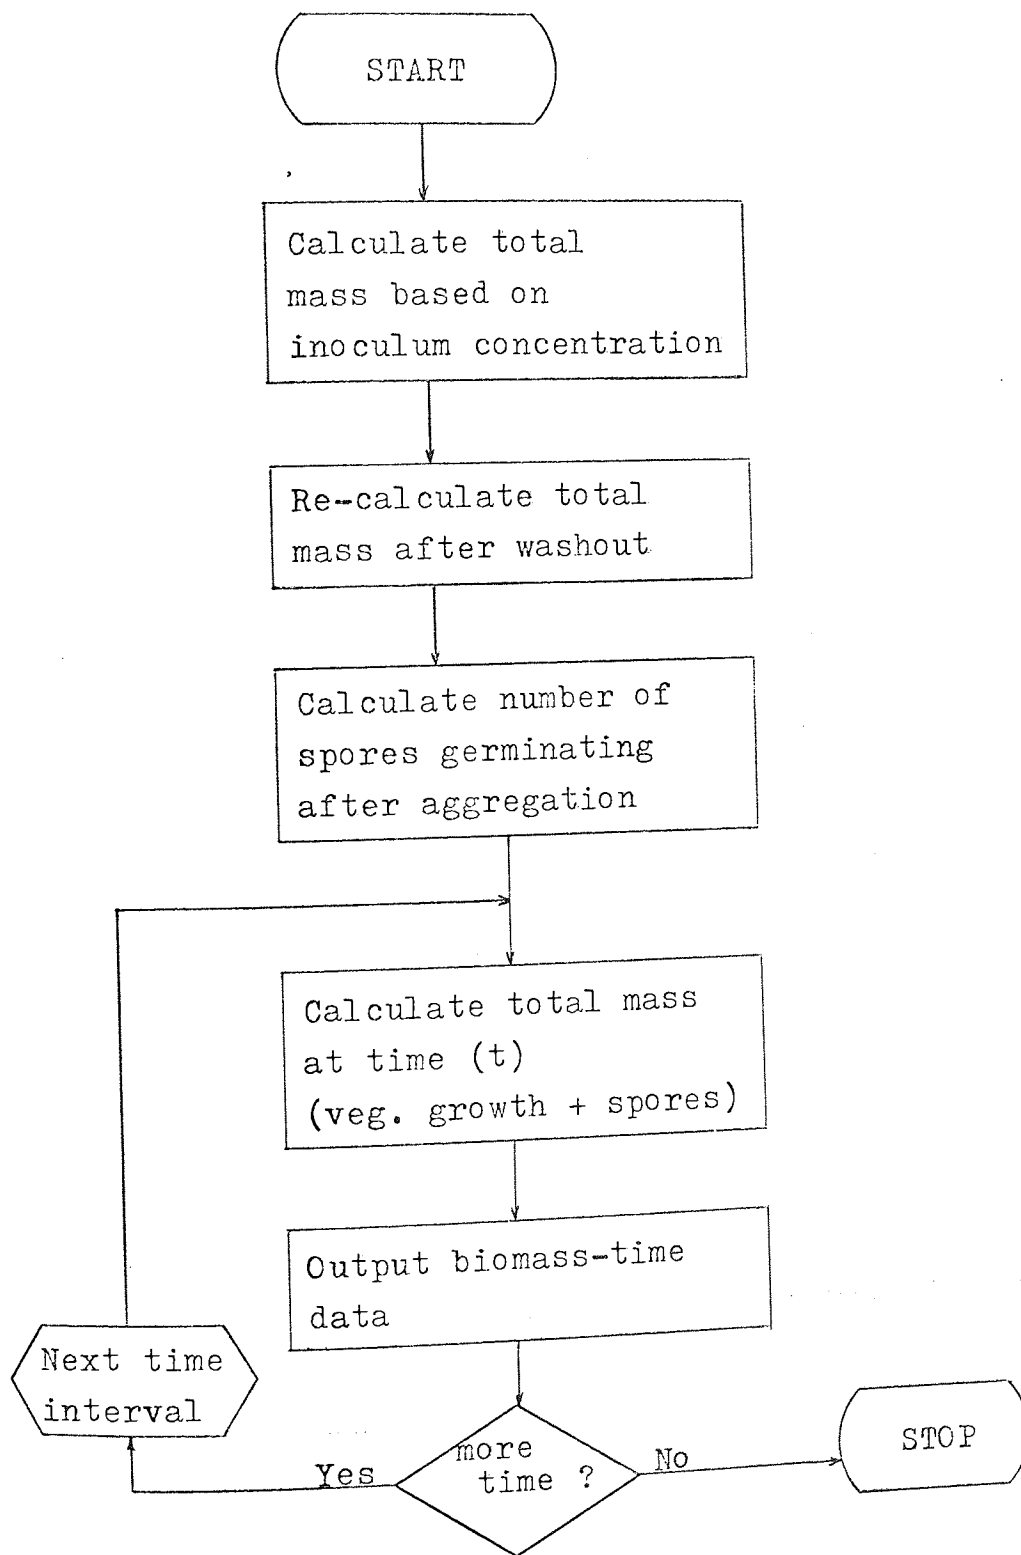 START
Calculate total
mass based on
inoculum concentration
Re-calculate total
mass after washout
Calculate number of
spores germinating
after aggregation
Calculate total mass
at time (t)
(veg. growth + spores)
Output biomass-time
data
Next time
interval
more
time ?
Yes
No
STOP